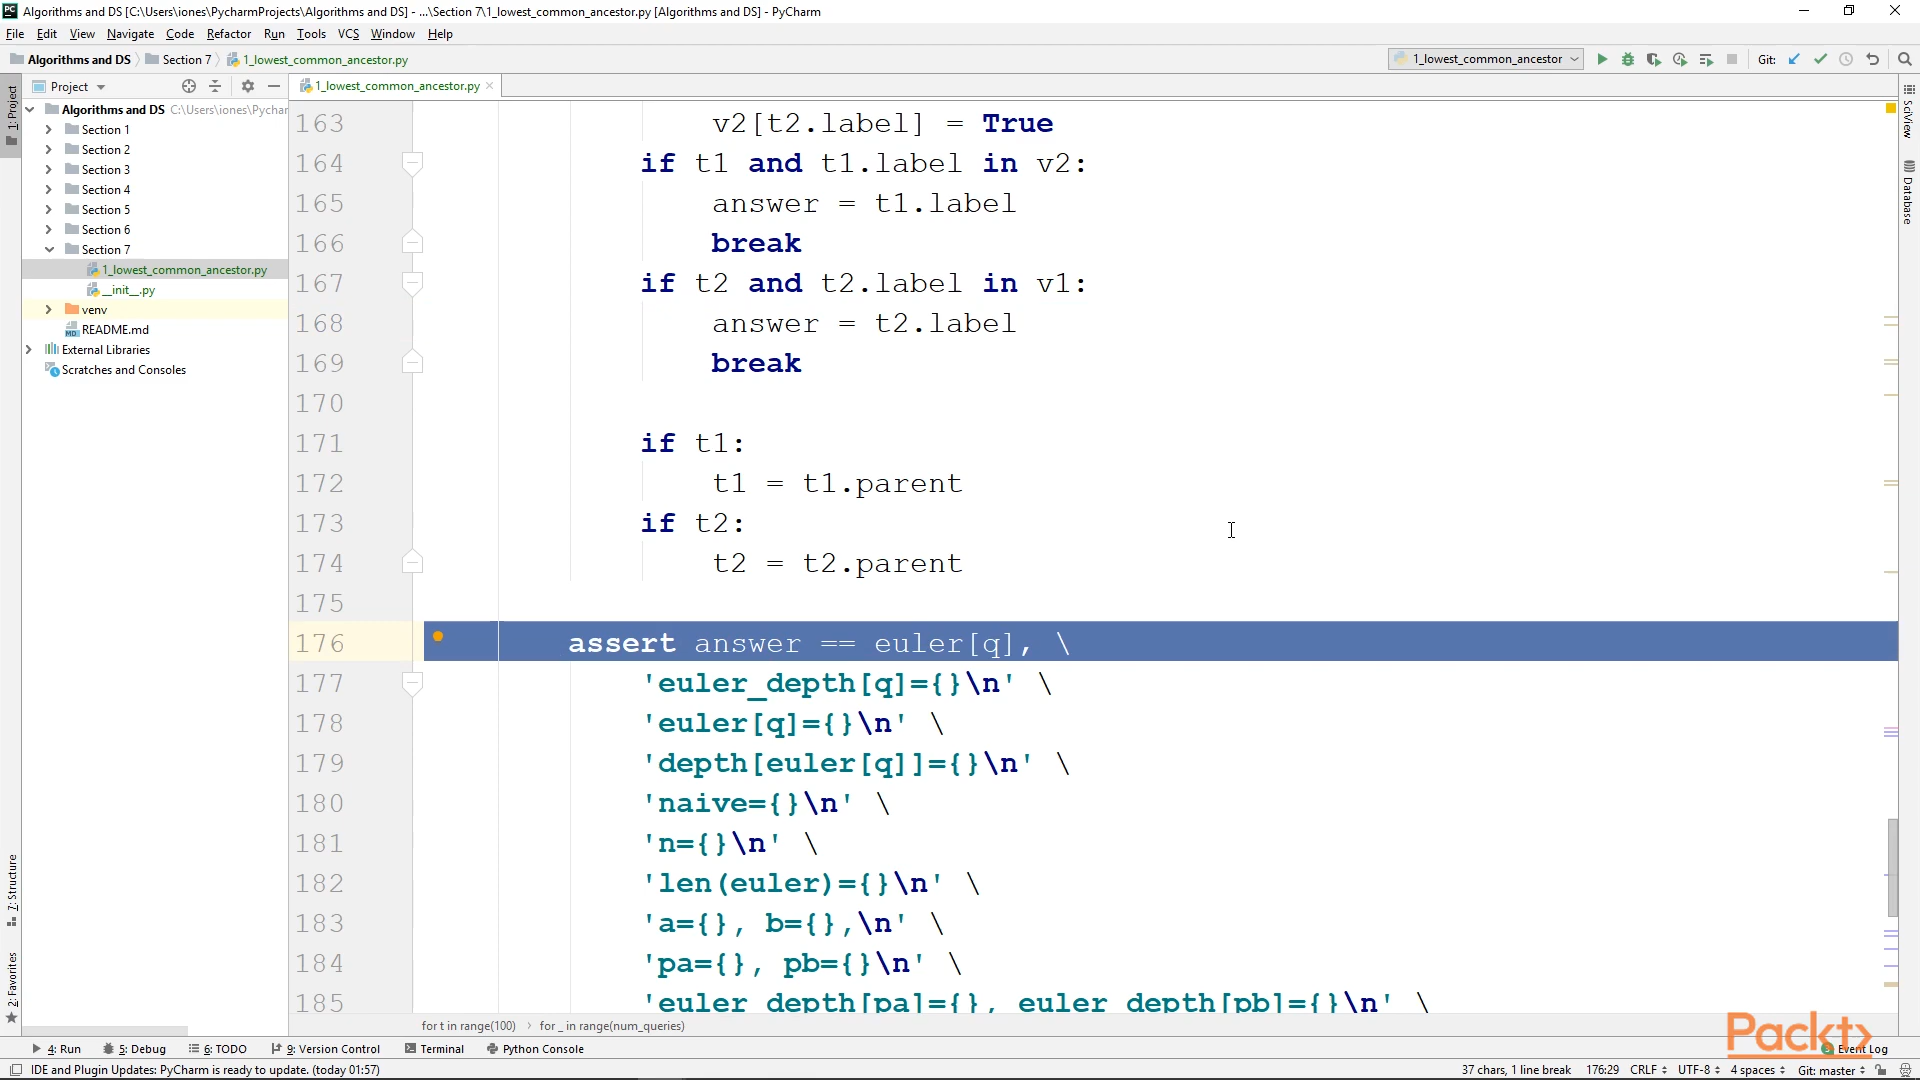 Algorithms and DS [C:\Users\iones\PycharmProjects\Algorithms and DS] - ...\Section 7\1_lowest_common_ancestor.py [Algorithms and DS] - PyCharm
File Edit View Navigate Code Refactor Run Tools VCS Window Help
Algorithms and DS Section 7 1_lowest_common_ancestor.py 1_lowest_common_ancestor Git:
1: Project
Project
1_lowest_common_ancestor.py
Algorithms and DS C:\Users\iones\Pychar
Section 1
Section 2
Section 3
Section 4
Section 5
Section 6
Section 7
1_lowest_common_ancestor.py
__init__.py
venv
README.md
External Libraries
Scratches and Consoles
7: Structure
2: Favorites
163 v2[t2.label] = True
164 if t1 and t1.label in v2:
165 answer = t1.label
166 break
167 if t2 and t2.label in v1:
168 answer = t2.label
169 break
170
171 if t1:
172 t1 = t1.parent
173 if t2:
174 t2 = t2.parent
175
176 assert answer == euler[q], \
177 'euler_depth[q]={}\n' \
178 'euler[q]={}\n' \
179 'depth[euler[q]]={}\n' \
180 'naive={}\n' \
181 'n={}\n' \
182 'len(euler)={}\n' \
183 'a={}, b={},\n' \
184 'pa={}, pb={}\n' \
185 'euler_depth[pa]={}, euler_depth[pb]={}\n' \
SciView
Database
for t in range(100) for _ in range(num_queries)
Packt
4: Run 5: Debug 6: TODO 9: Version Control Terminal Python Console Event Log
IDE and Plugin Updates: PyCharm is ready to update. (today 01:57) 37 chars, 1 line break 176:29 CRLF UTF-8 4 spaces Git: master